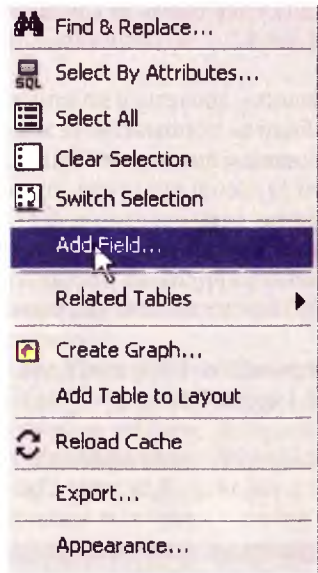 Find & Replace...
SQL
Select By Attributes...
Select All
Clear Selection
Switch Selection
Add Field...
Related Tables
Create Graph...
Add Table to Layout
Reload Cache
Export...
Appearance...